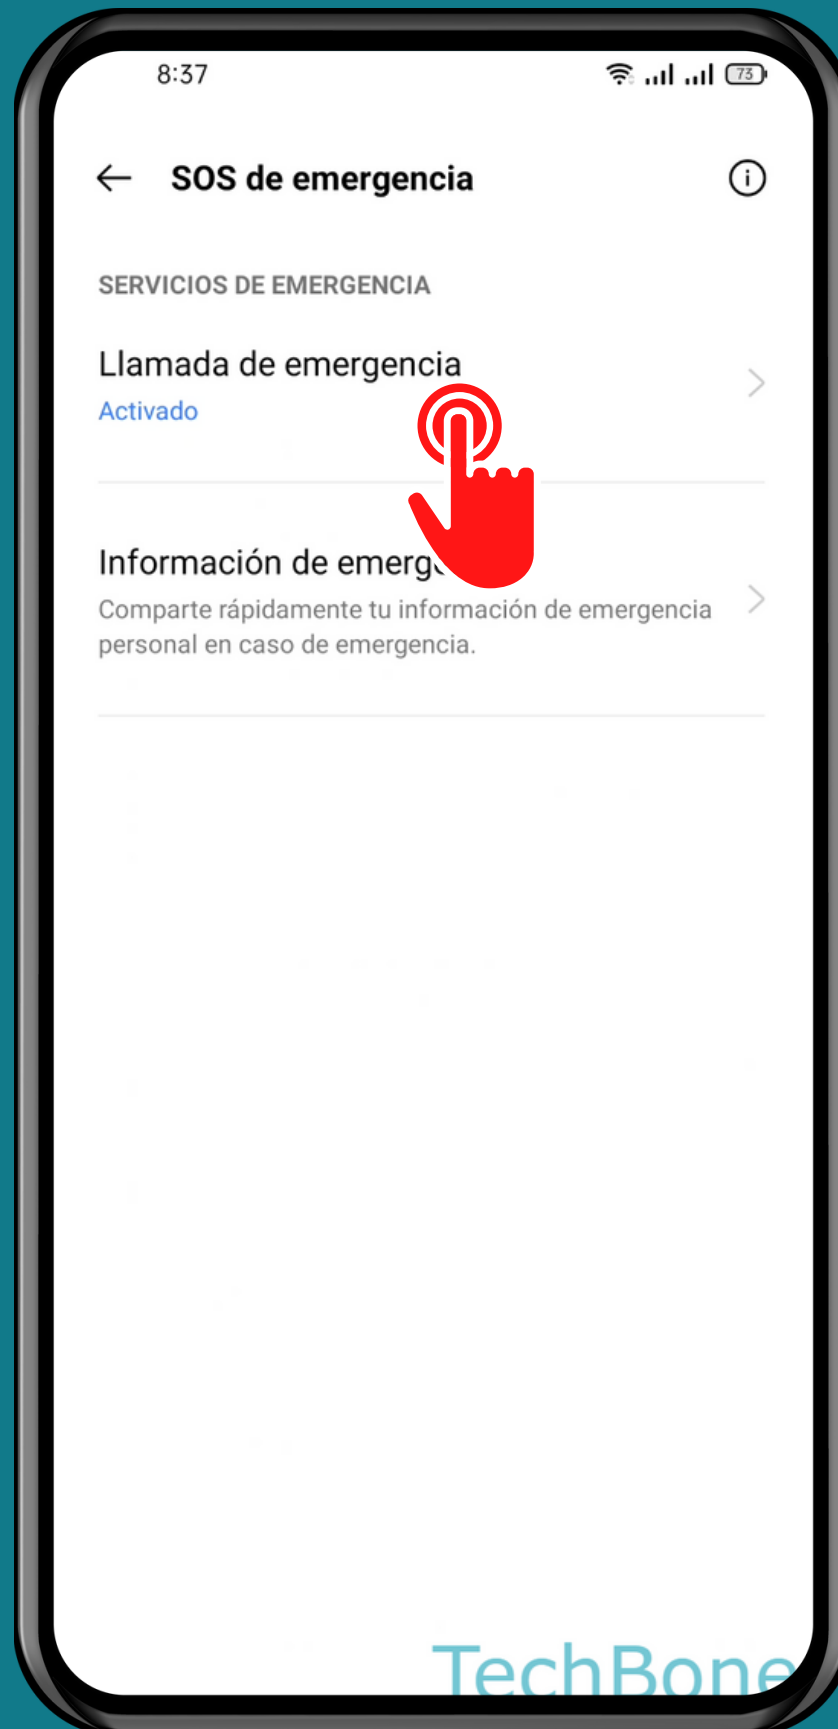 8:37
73
SOS de emergencia
SERVICIOS DE EMERGENCIA
Llamada de emergencia
Activado
Información de
Comparte rápidamente tu información de emergencia
personal en caso de emergencia.
TechBone